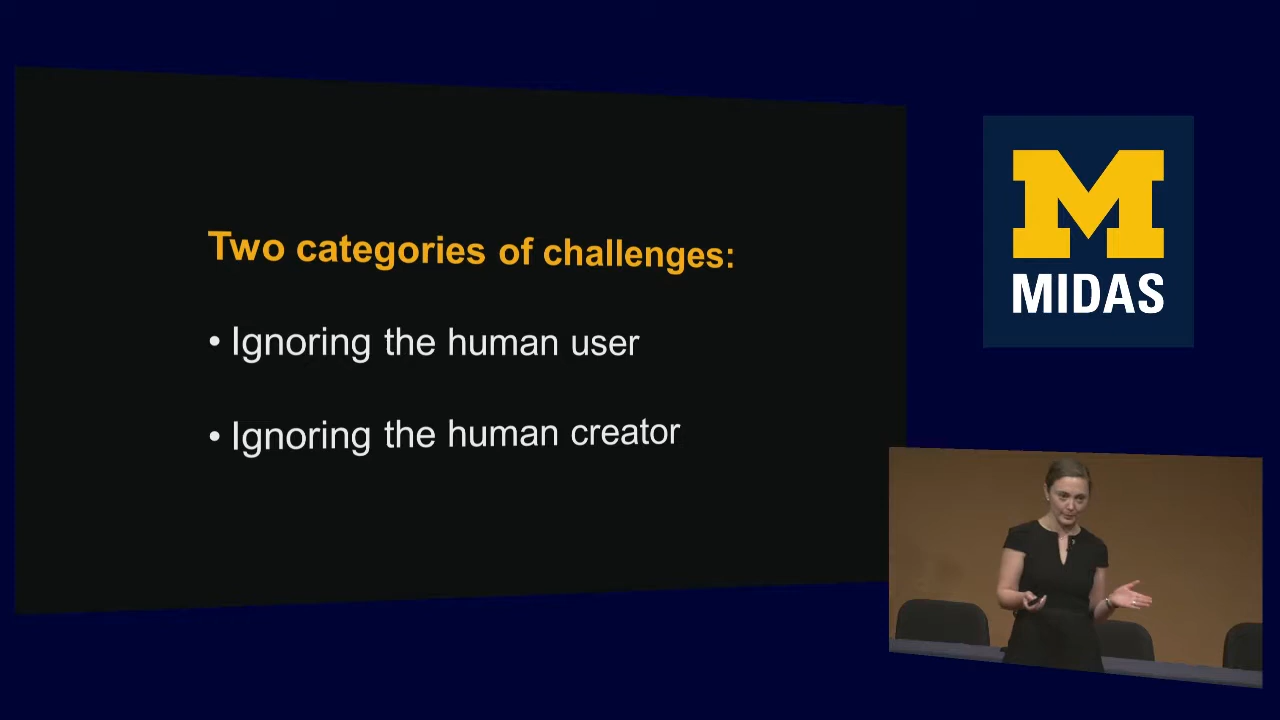 Two categories of challenges:
• Ignoring the human user
• Ignoring the human creator
M
MIDAS